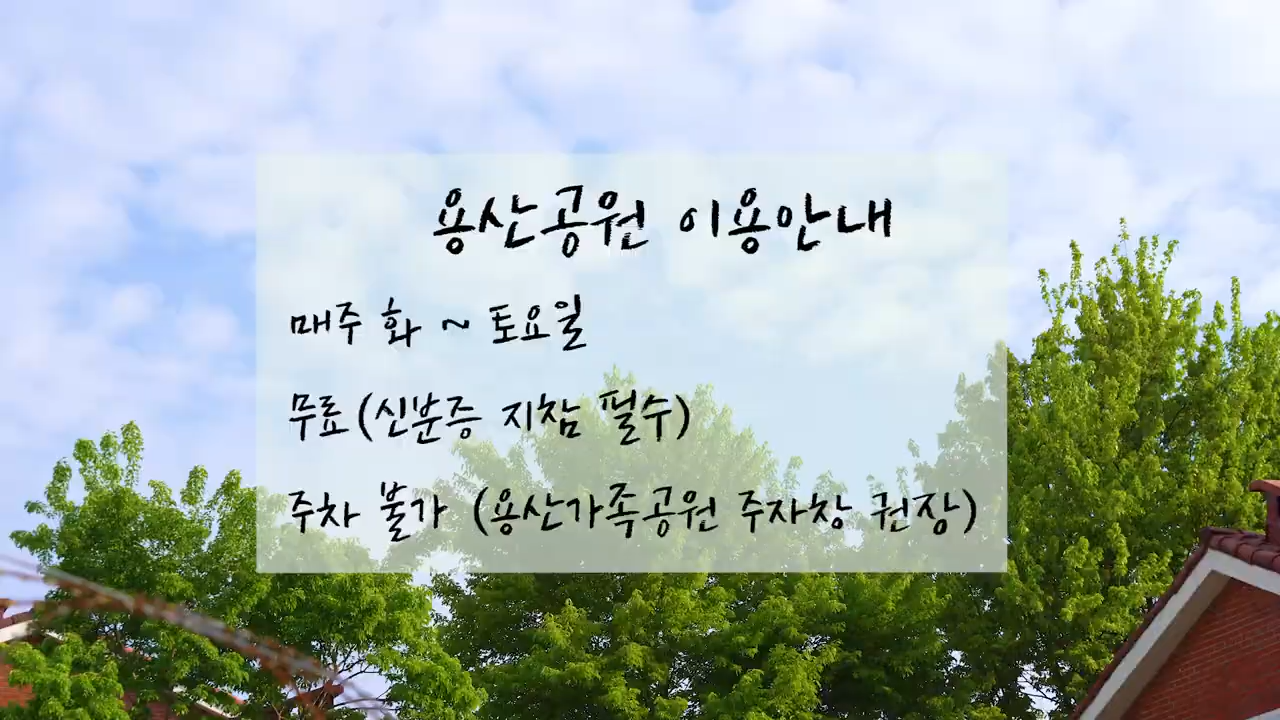 용산공원 이용안내
매주 화 ~ 토요일
무료(신분증 지참 필수)
주차 불가 (용산가족공원 주차장 권장)